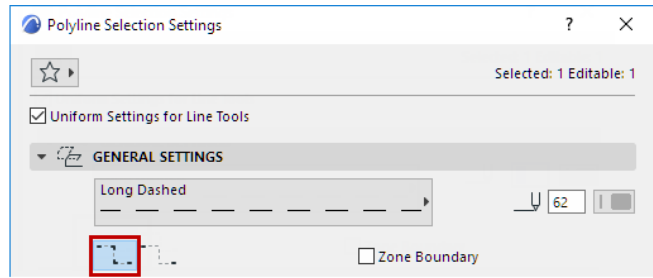 Polyline Selection Settings ? ×
Selected: 1 Editable: 1
Uniform Settings for Line Tools
GENERAL SETTINGS
Long Dashed
62
Zone Boundary